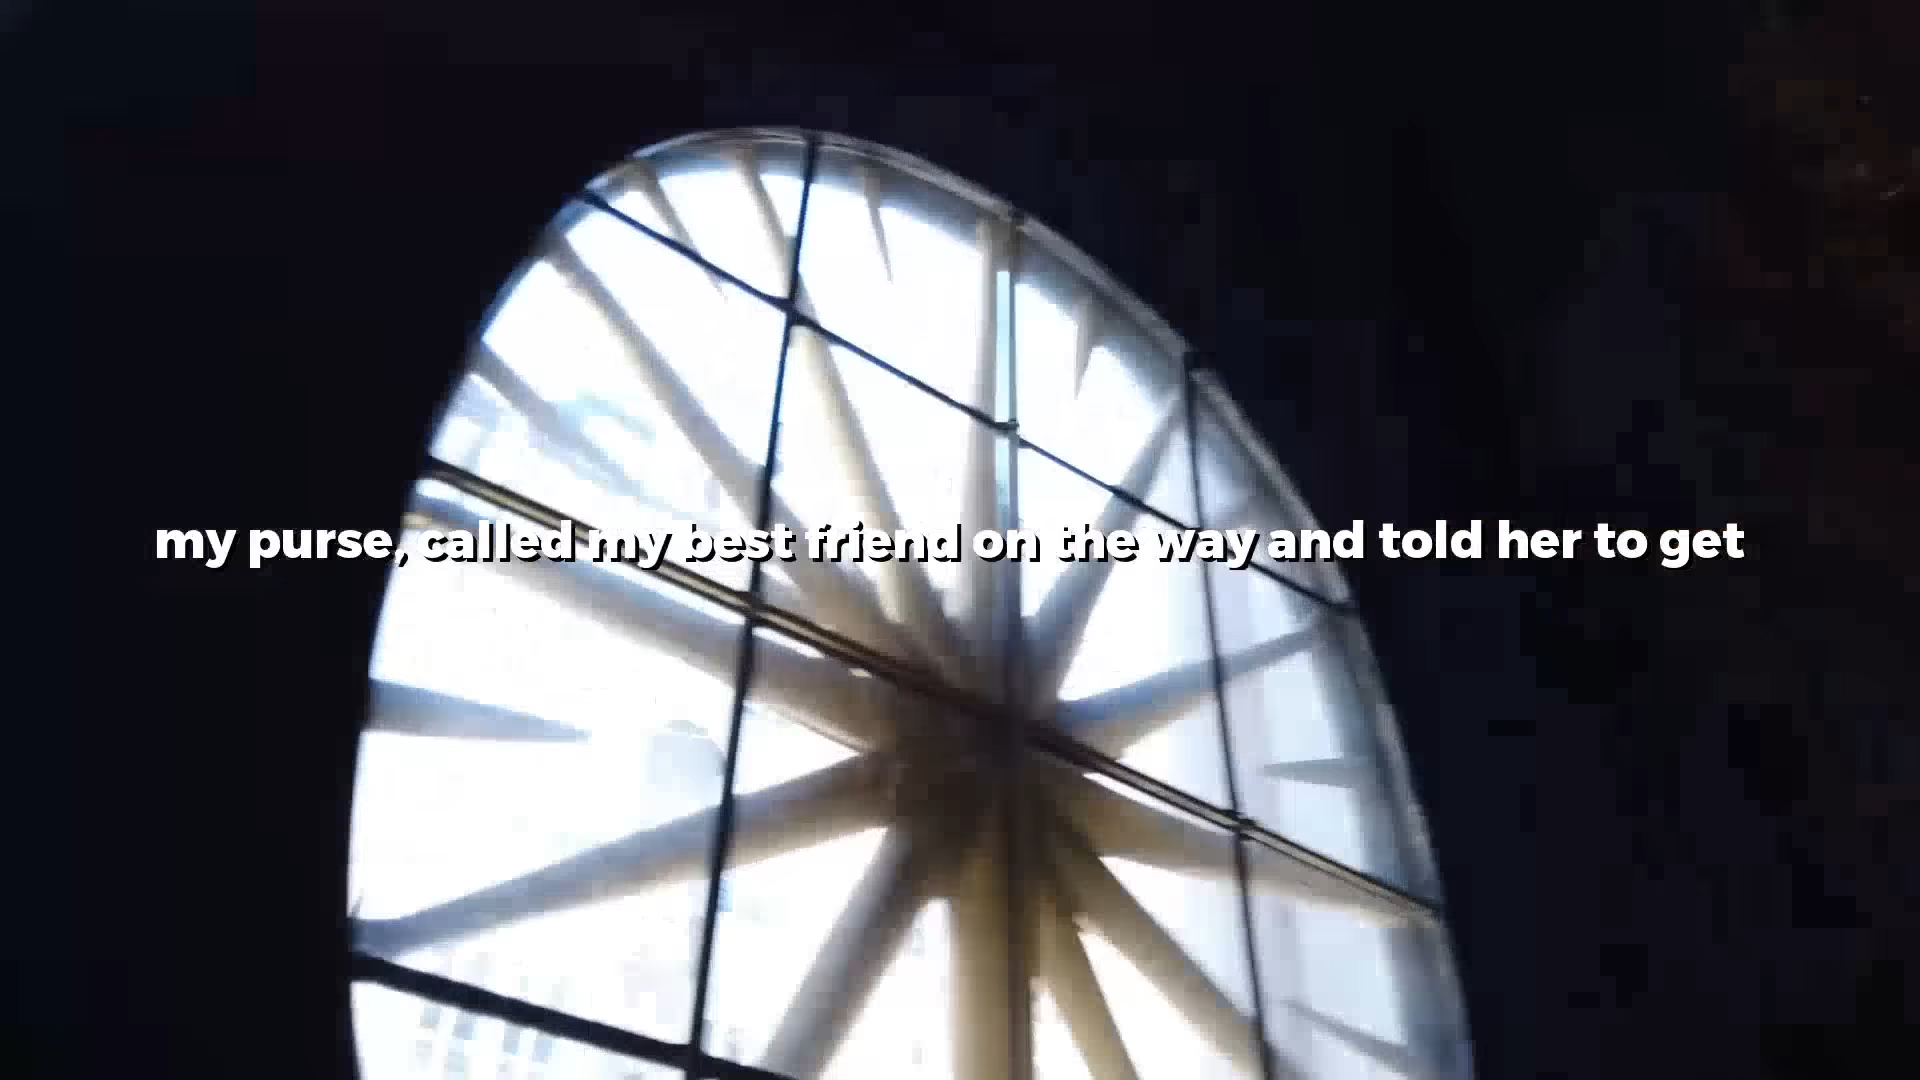 my purse, called my best friend on the way and told her to get